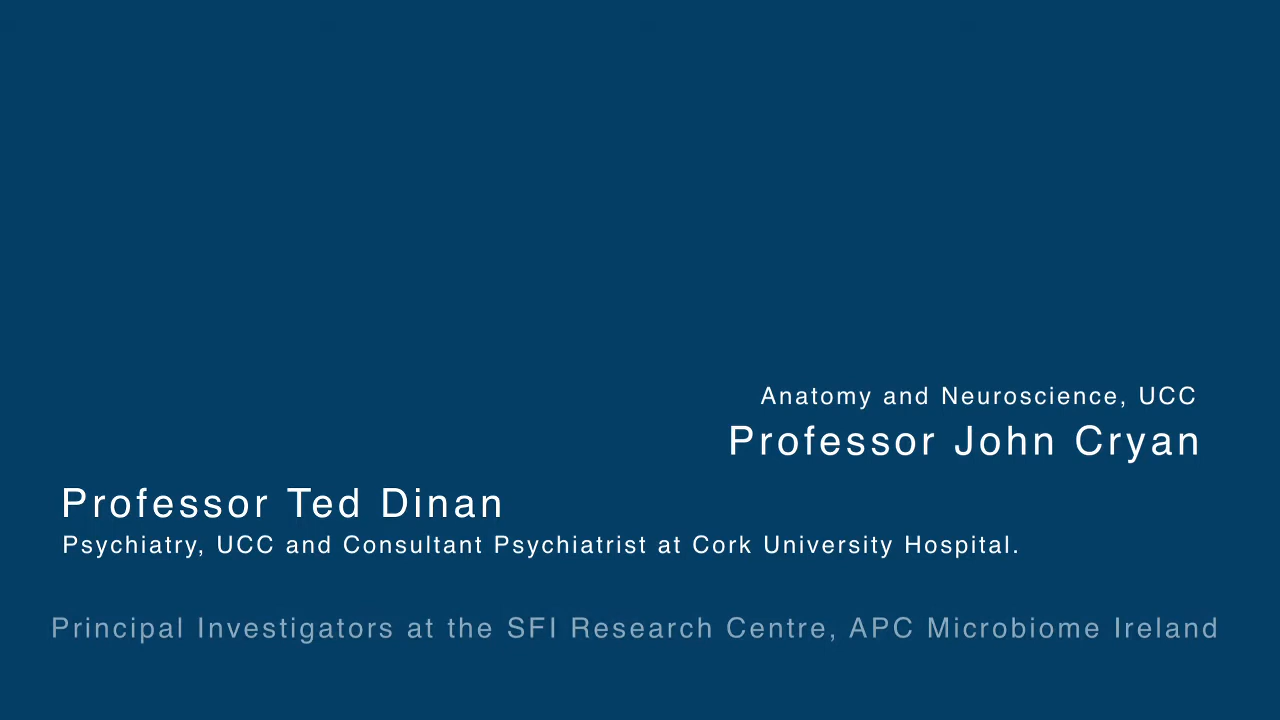 Anatomy and Neuroscience, UCC
Professor John Cryan
Professor Ted Dinan
Psychiatry, UCC and Consultant Psychiatrist at Cork University Hospital.
Principal Investigators at the SFI Research Centre, APC Microbiome Ireland